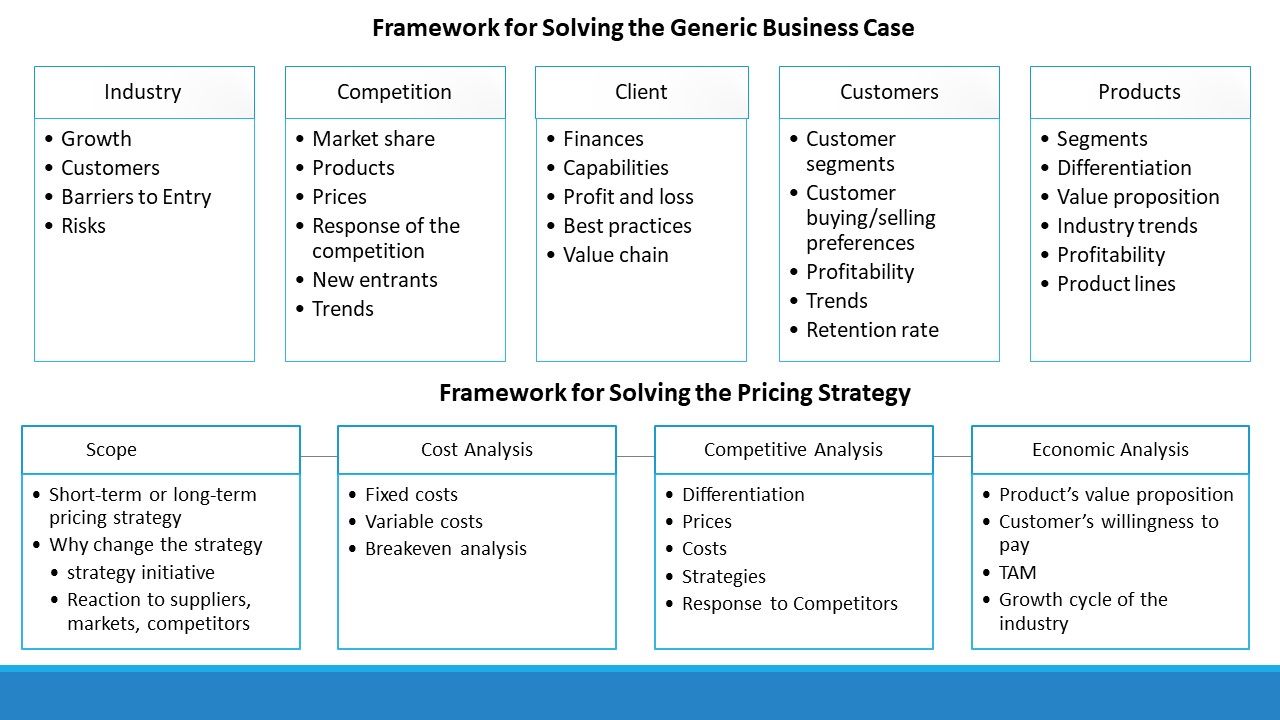 Framework for Solving the Generic Business Case
Industry
• Growth
• Customers
• Barriers to Entry
• Risks
Competition
• Market share
• Products
• Prices
• Response of the
competition
• New entrants
• Trends
Client
• Finances
• Capabilities
• Profit and loss
• Best practices
• Value chain
Customers
• Customer
segments
• Customer
buying/selling
preferences
• Profitability
• Trends
• Retention rate
Products
• Segments
• Differentiation
• Value proposition
• Industry trends
• Profitability
• Product lines
Framework for Solving the Pricing Strategy
Scope
• Short-term or long-term
pricing strategy
• Why change the strategy
• strategy initiative
• Reaction to suppliers,
markets, competitors
Cost Analysis
• Fixed costs
• Variable costs
• Breakeven analysis
Competitive Analysis
• Differentiation
• Prices
• Costs
• Strategies
• Response to Competitors
Economic Analysis
• Product’s value proposition
• Customer’s willingness to
pay
• TAM
• Growth cycle of the
industry